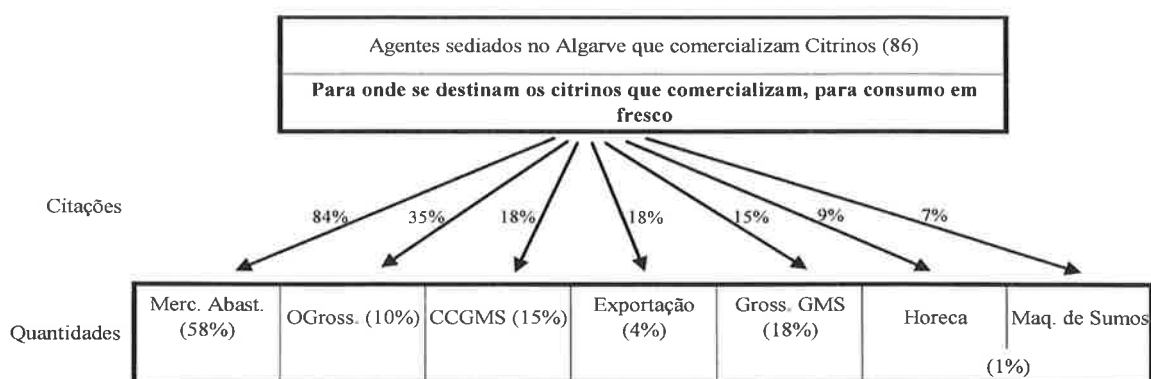 Agentes sediados no Algarve que comercializam Citrinos (86)
Para onde se destinam os citrinos que comercializam, para consumo em
fresco
Citações
84%
35%
18%
18%
15%
9%
7%
Quantidades
Merc. Abast.
(58%)
OGross. (10%)
CCGMS (15%)
Exportação
(4%)
Gross. GMS
(18%)
Horeca
Maq. de Sumos
(1%)